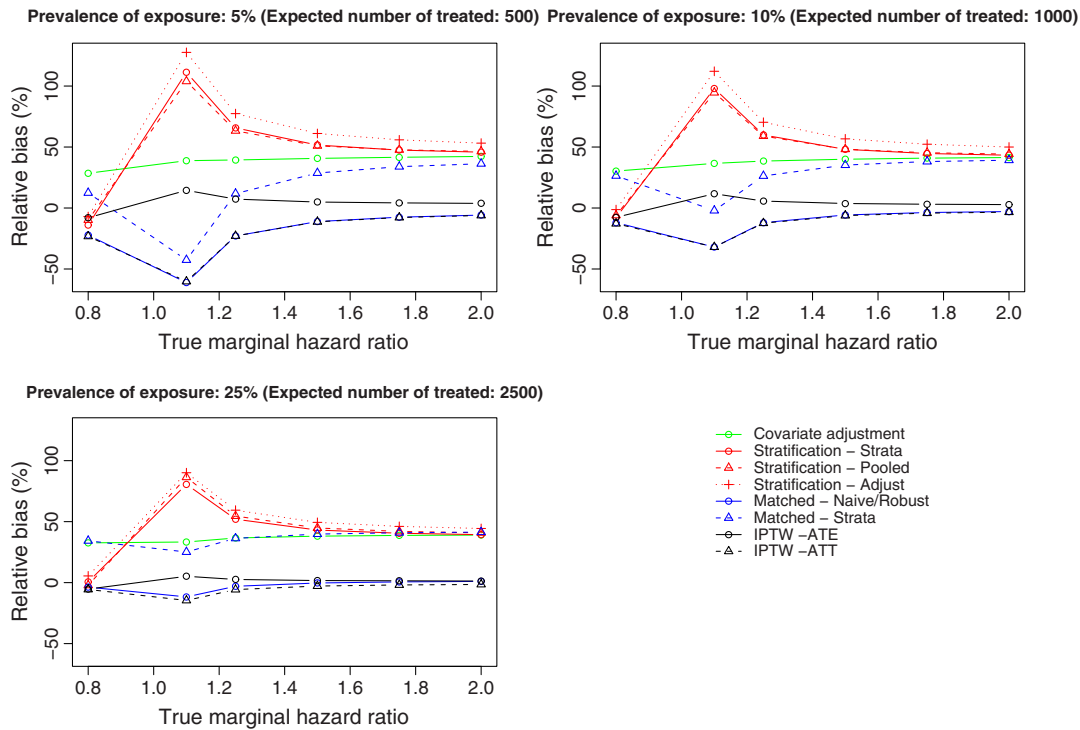 Prevalence of exposure: 5% (Expected number of treated: 500)
Relative bias (%)
100
50
0
−50
0.8 1.0 1.2 1.4 1.6 1.8 2.0
True marginal hazard ratio
Prevalence of exposure: 10% (Expected number of treated: 1000)
Relative bias (%)
100
50
0
−50
0.8 1.0 1.2 1.4 1.6 1.8 2.0
True marginal hazard ratio
Prevalence of exposure: 25% (Expected number of treated: 2500)
Relative bias (%)
100
50
0
−50
0.8 1.0 1.2 1.4 1.6 1.8 2.0
True marginal hazard ratio
Covariate adjustment
Stratification − Strata
Stratification − Pooled
Stratification − Adjust
Matched − Naive/Robust
Matched − Strata
IPTW −ATE
IPTW −ATT